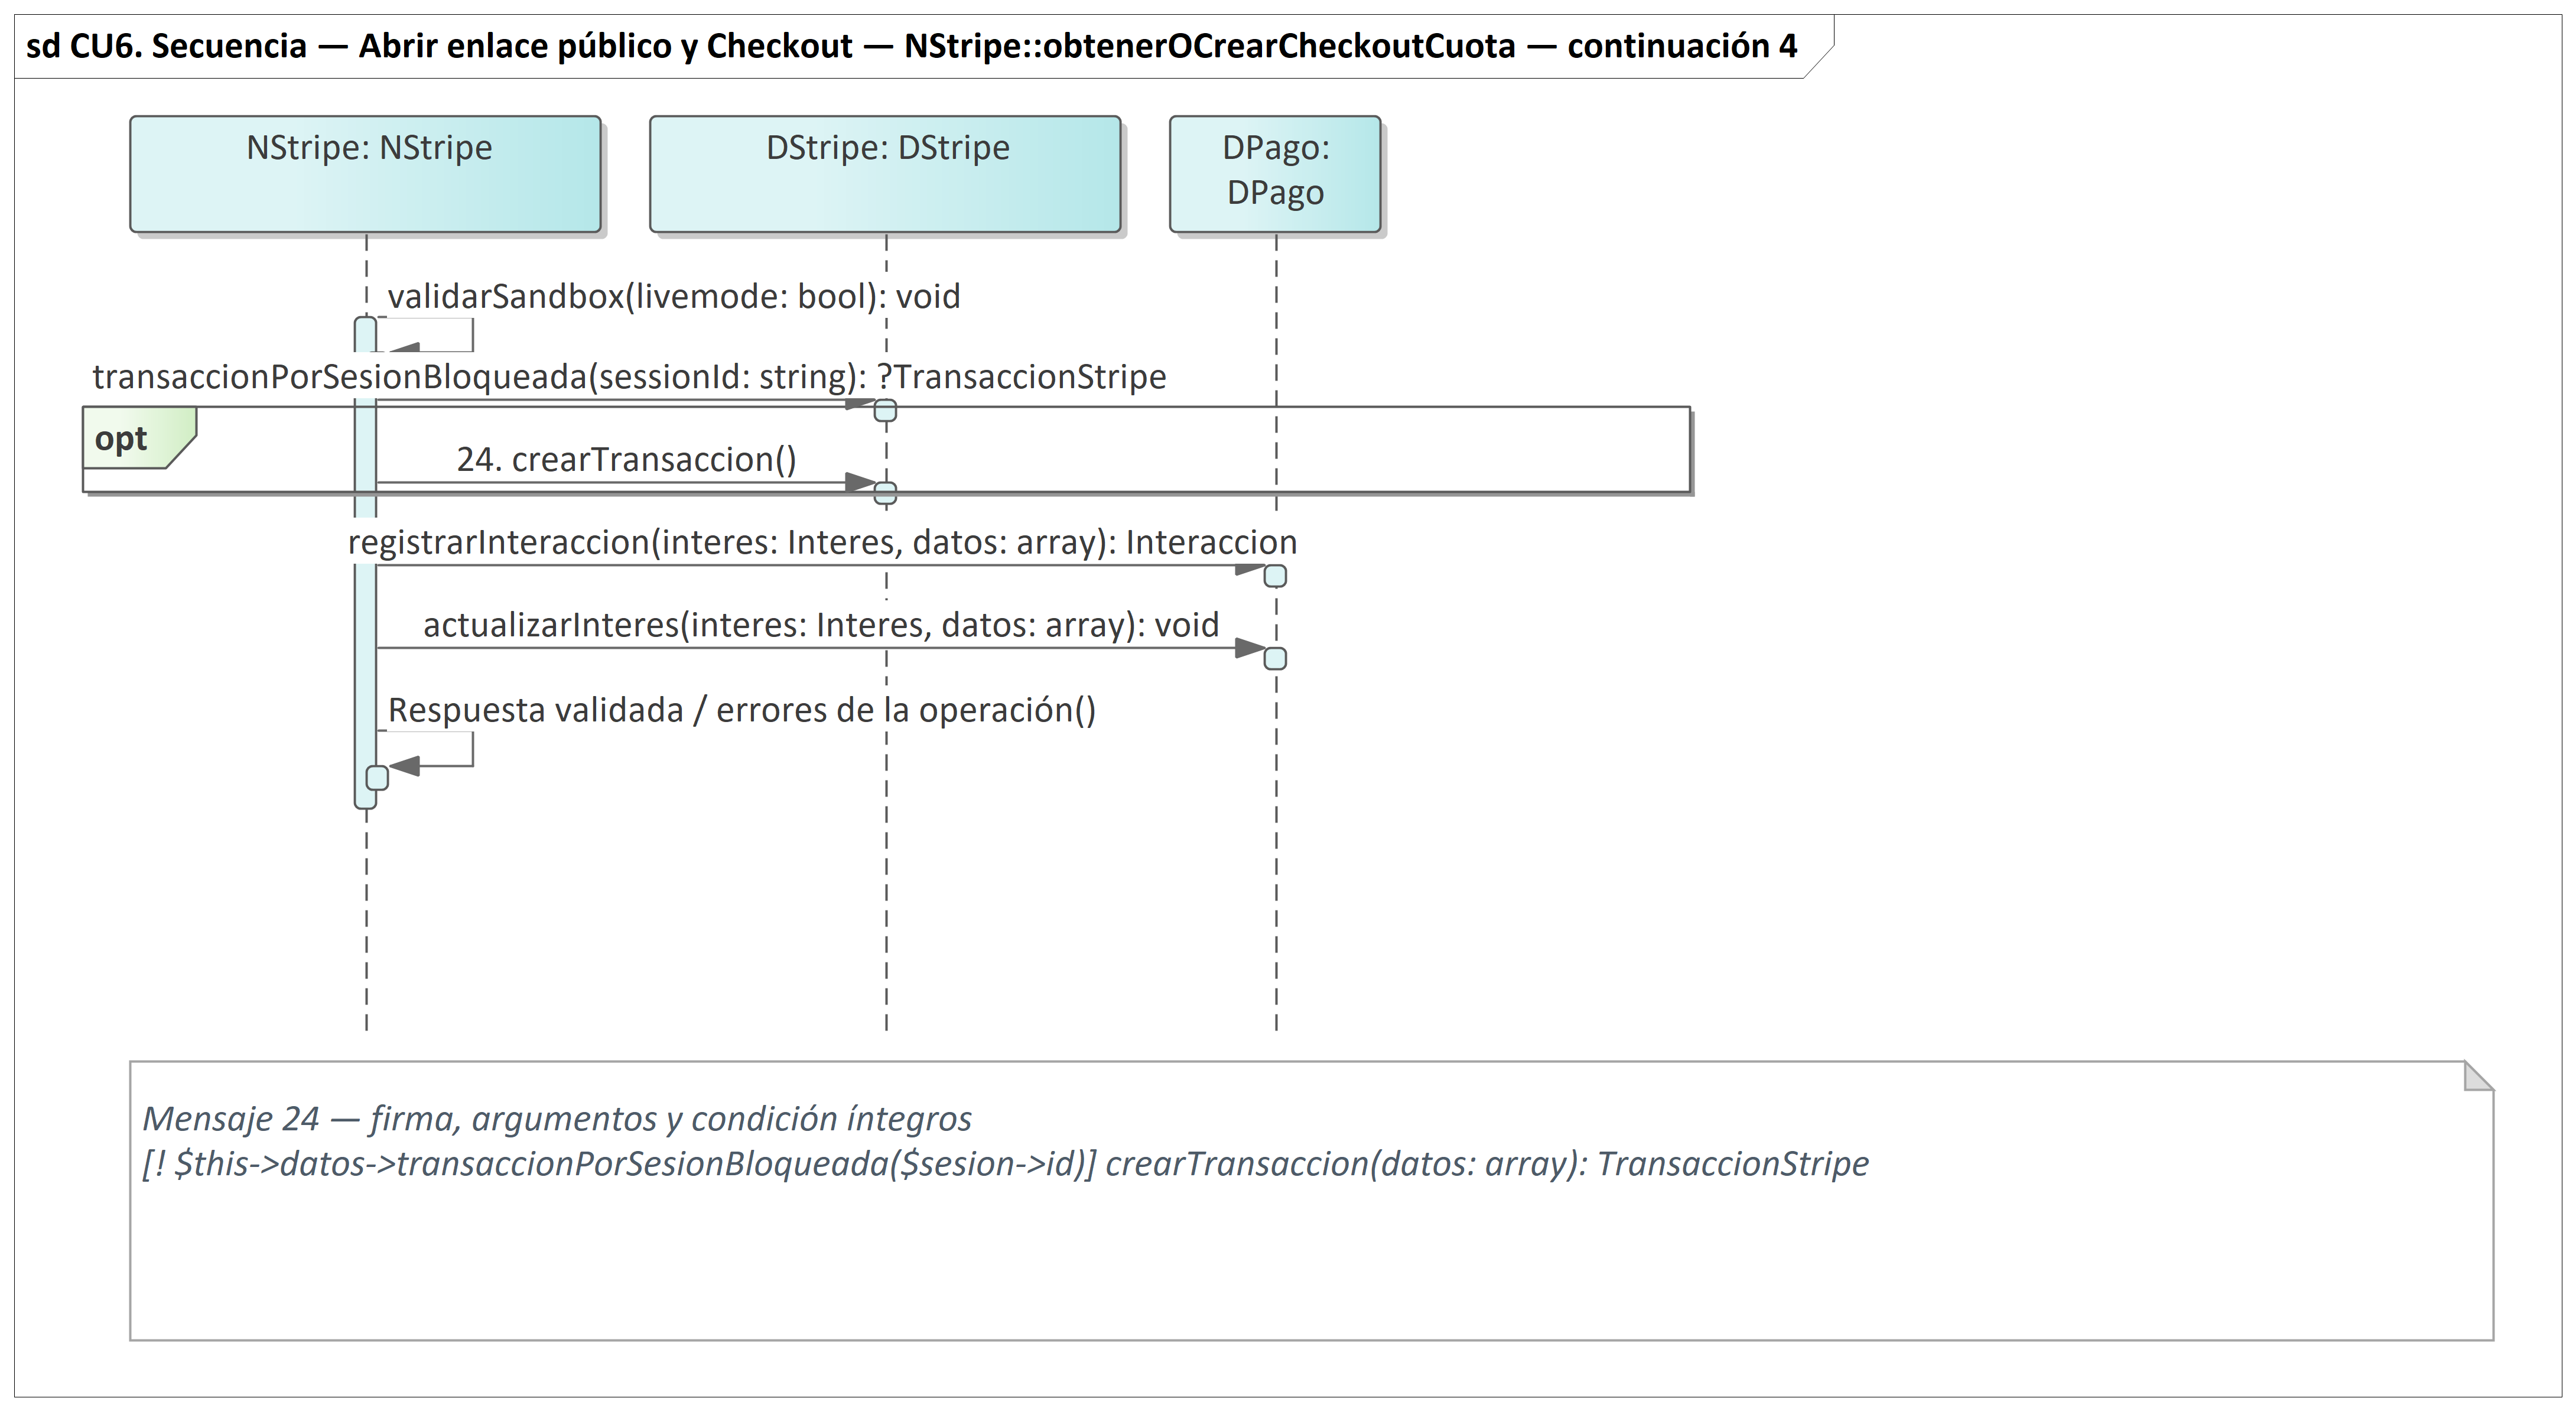 sd CU6. Secuencia — Abrir enlace público y Checkout — NStripe::obtenerOCrearCheckoutCuota — continuación 4
NStripe: NStripe
DStripe: DStripe
DPago:
DPago
validarSandbox(livemode: bool): void
transaccionPorSesionBloqueada(sessionId: string): ?TransaccionStripe
opt
24. crearTransaccion()
registrarInteraccion(interes: Interes, datos: array): Interaccion
actualizarInteres(interes: Interes, datos: array): void
Respuesta validada / errores de la operación()
Mensaje 24 — firma, argumentos y condición íntegros
[! $this->datos->transaccionPorSesionBloqueada($sesion->id)] crearTransaccion(datos: array): TransaccionStripe